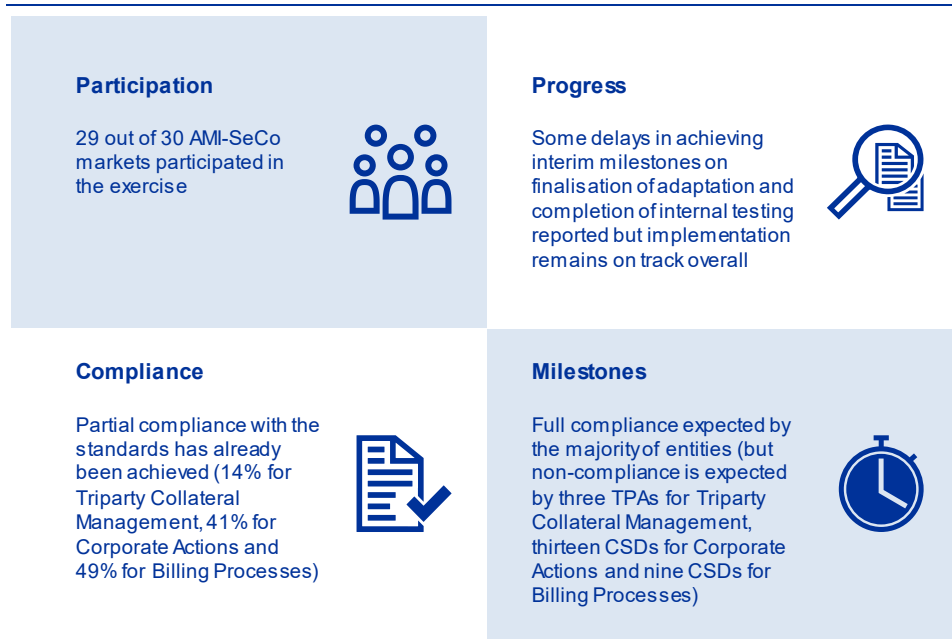 Participation
29 out of 30 AMI-SeCo
markets participated in
the exercise
Progress
Some delays in achieving
interim milestones on
finalisation of adaptation and
completion of internal testing
reported but implementation
remains on track overall
Compliance
Partial compliance with the
standards has already
been achieved (14% for
Triparty Collateral
Management, 41% for
Corporate Actions and
49% for Billing Processes)
Milestones
Full compliance expected by
the majority of entities (but
non-compliance is expected
by three TPAs for Triparty
Collateral Management,
thirteen CSDs for Corporate
Actions and nine CSDs for
Billing Processes)